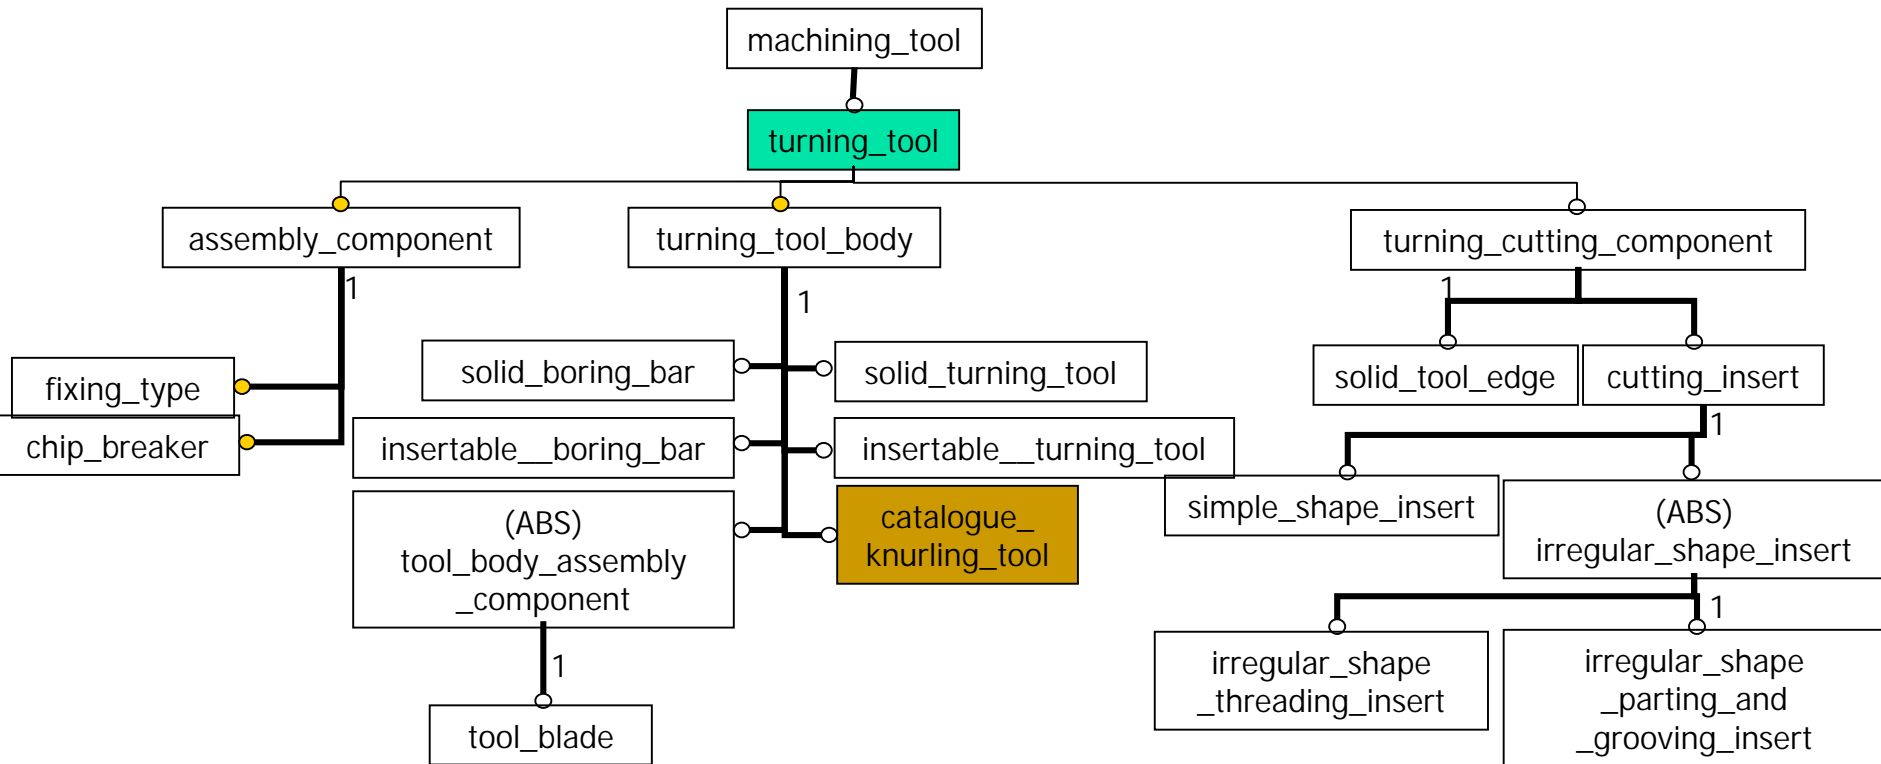 machining_tool
turning_tool
assembly_component
turning_tool_body
turning_cutting_component
1
1
1
fixing_type
chip_breaker
solid_boring_bar
solid_turning_tool
insertable__boring_bar
insertable__turning_tool
(ABS)
tool_body_assembly
_component
catalogue_
knurling_tool
1
tool_blade
solid_tool_edge
cutting_insert
1
simple_shape_insert
(ABS)
irregular_shape_insert
1
irregular_shape
_threading_insert
irregular_shape
_parting_and
_grooving_insert